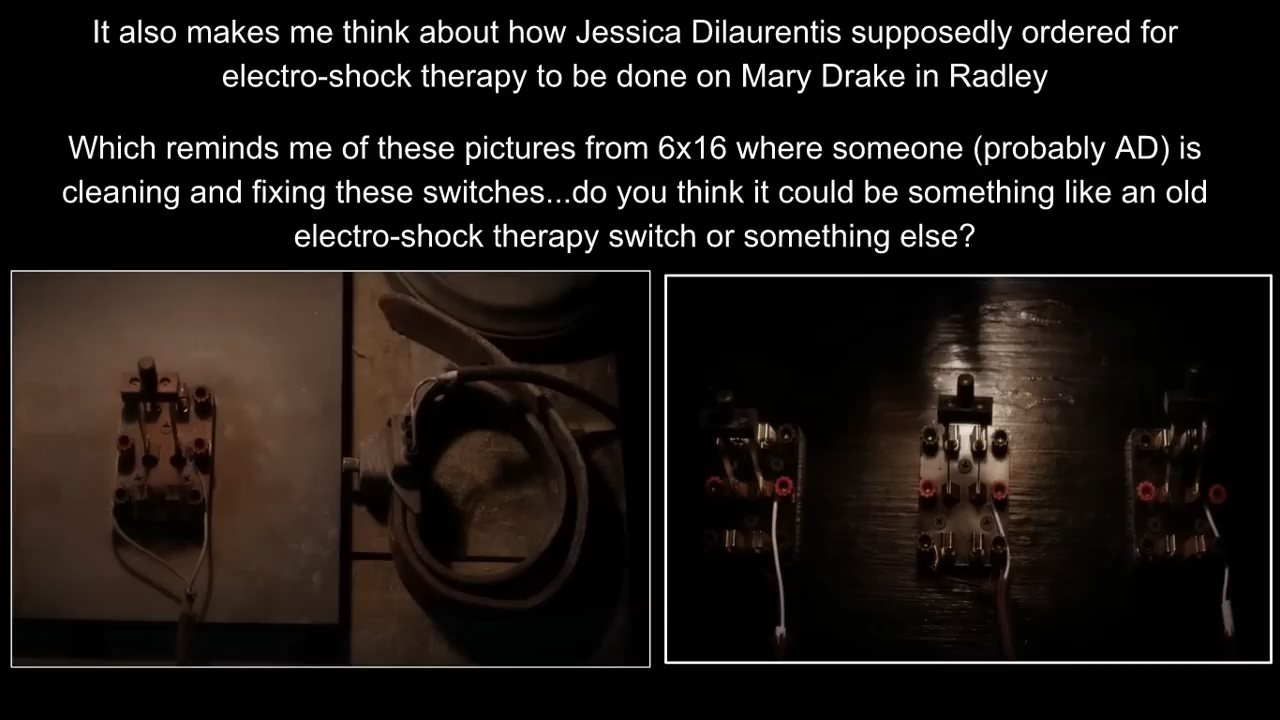 It also makes me think about how Jessica Dilaurentis supposedly ordered for
electro-shock therapy to be done on Mary Drake in Radley
Which reminds me of these pictures from 6x16 where someone (probably AD) is
cleaning and fixing these switches...do you think it could be something like an old
electro-shock therapy switch or something else?